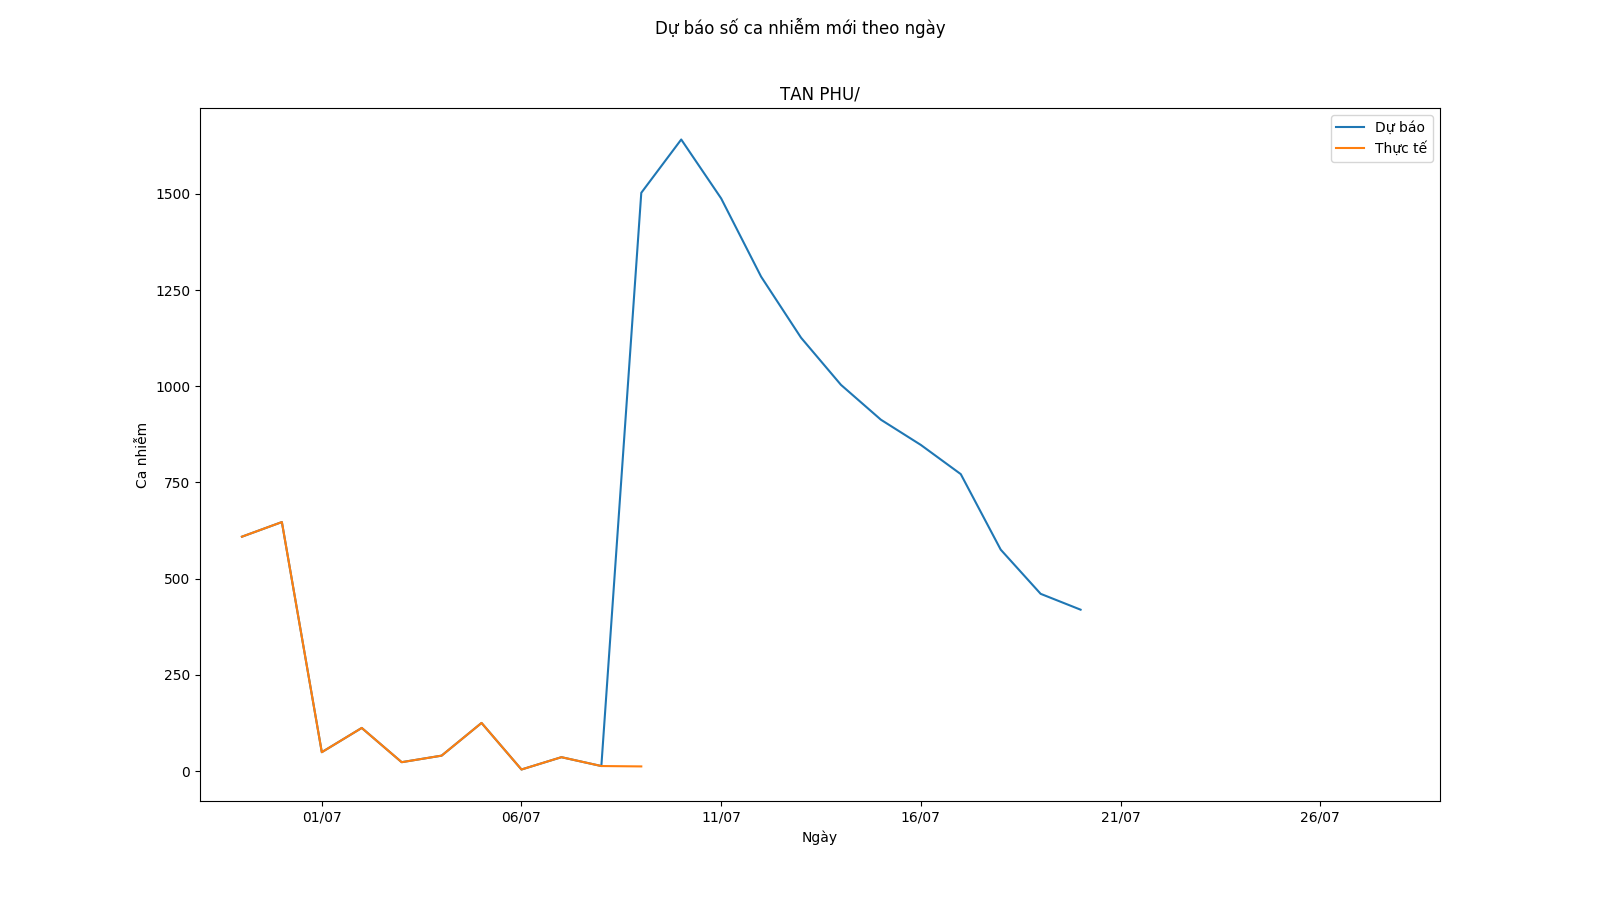 Dự báo số ca nhiễm mới theo ngày
TAN PHU/
Dự báo
Thực tế
1500
1250
1000
750
500
250
0
Ca nhiễm
01/07
06/07
11/07
16/07
21/07
26/07
Ngày